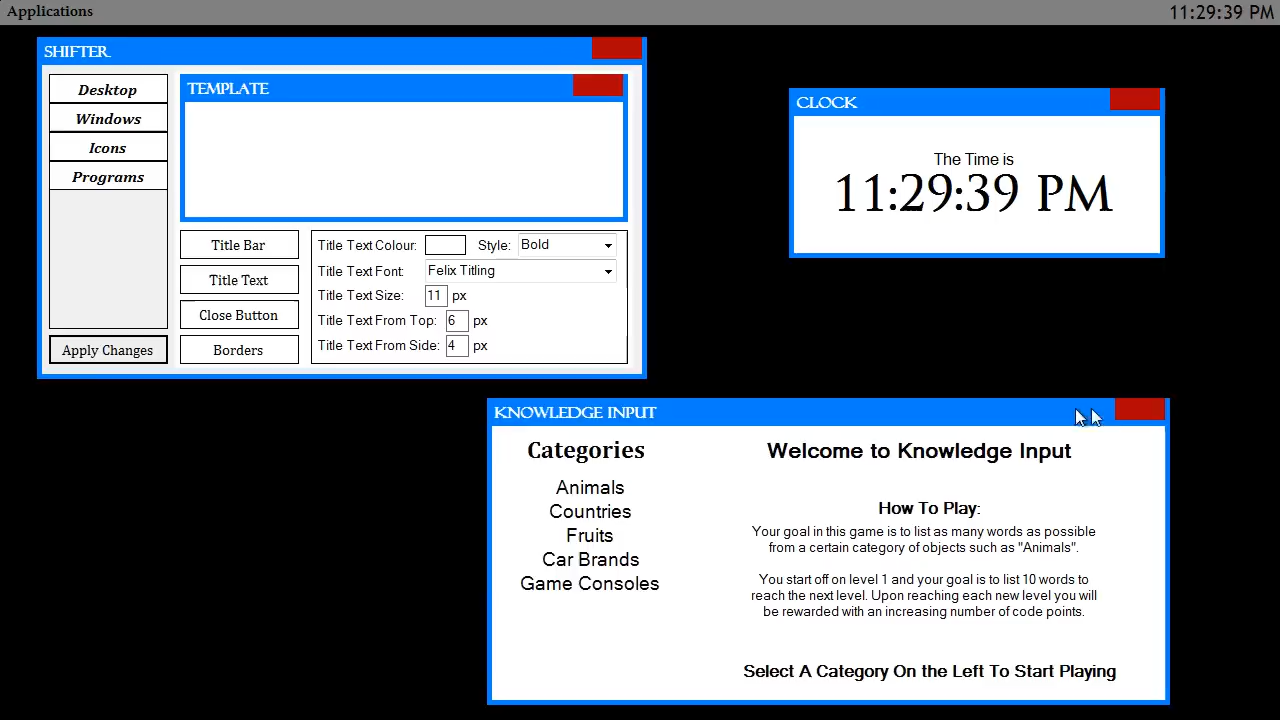 Applications
11:29:39 PM
SHIFTER
Desktop
Windows
Icons
Programs
Apply Changes
TEMPLATE
Title Bar
Title Text
Close Button
Borders
Title Text Colour: Style: Bold
Title Text Font: Felix Titling
Title Text Size: 11 px
Title Text From Top: 6 px
Title Text From Side: 4 px
CLOCK
The Time is
11:29:39 PM
KNOWLEDGE INPUT
Categories
Animals
Countries
Fruits
Car Brands
Game Consoles
Welcome to Knowledge Input
How To Play:
Your goal in this game is to list as many words as possible
from a certain category of objects such as "Animals".
You start off on level 1 and your goal is to list 10 words to
reach the next level. Upon reaching each new level you will
be rewarded with an increasing number of code points.
Select A Category On the Left To Start Playing